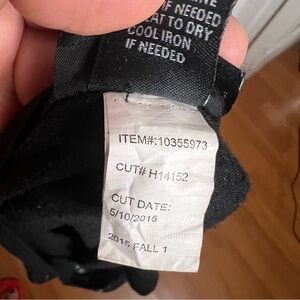 IF NEEDED
TO DRY
COOL IRON
IF NEEDED
ITEM#:10355973
CUT# H14152
CUT DATE:
5/10/2015
2015 FALL 1